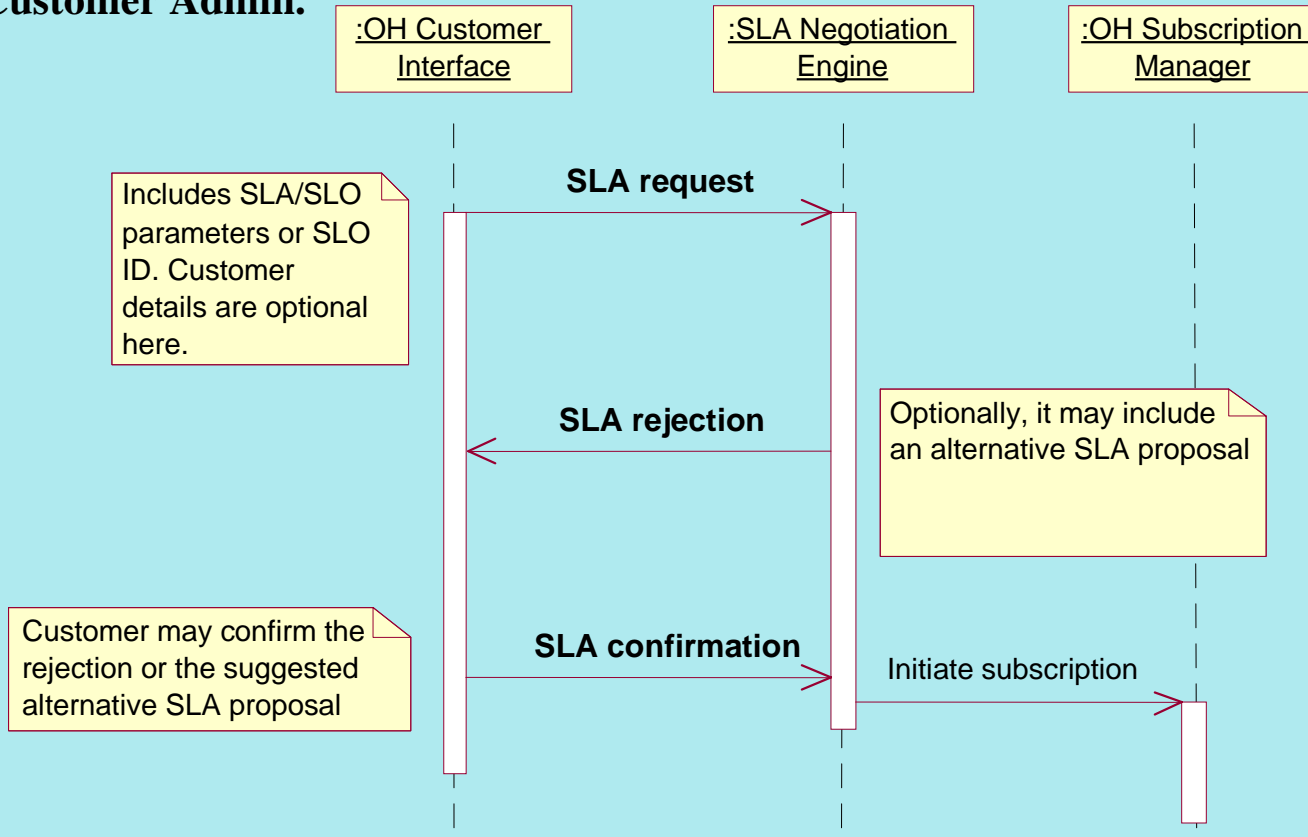 Customer Admin.
:OH Customer
Interface
:SLA Negotiation
Engine
:OH Subscription
Manager
SLA request
Includes SLA/SLO
parameters or SLO
ID. Customer
details are optional
here.
SLA rejection
Optionally, it may include
an alternative SLA proposal
Customer may confirm the
rejection or the suggested
alternative SLA proposal
SLA confirmation
Initiate subscription